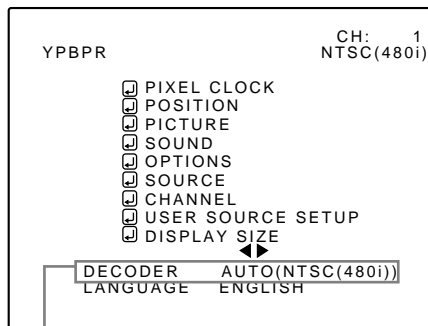 CH: 1
YPBPR NTSC(480i)
PIXEL CLOCK
POSITION
PICTURE
SOUND
OPTIONS
SOURCE
CHANNEL
USER SOURCE SETUP
DISPLAY SIZE
DECODER AUTO(NTSC(480i))
LANGUAGE ENGLISH